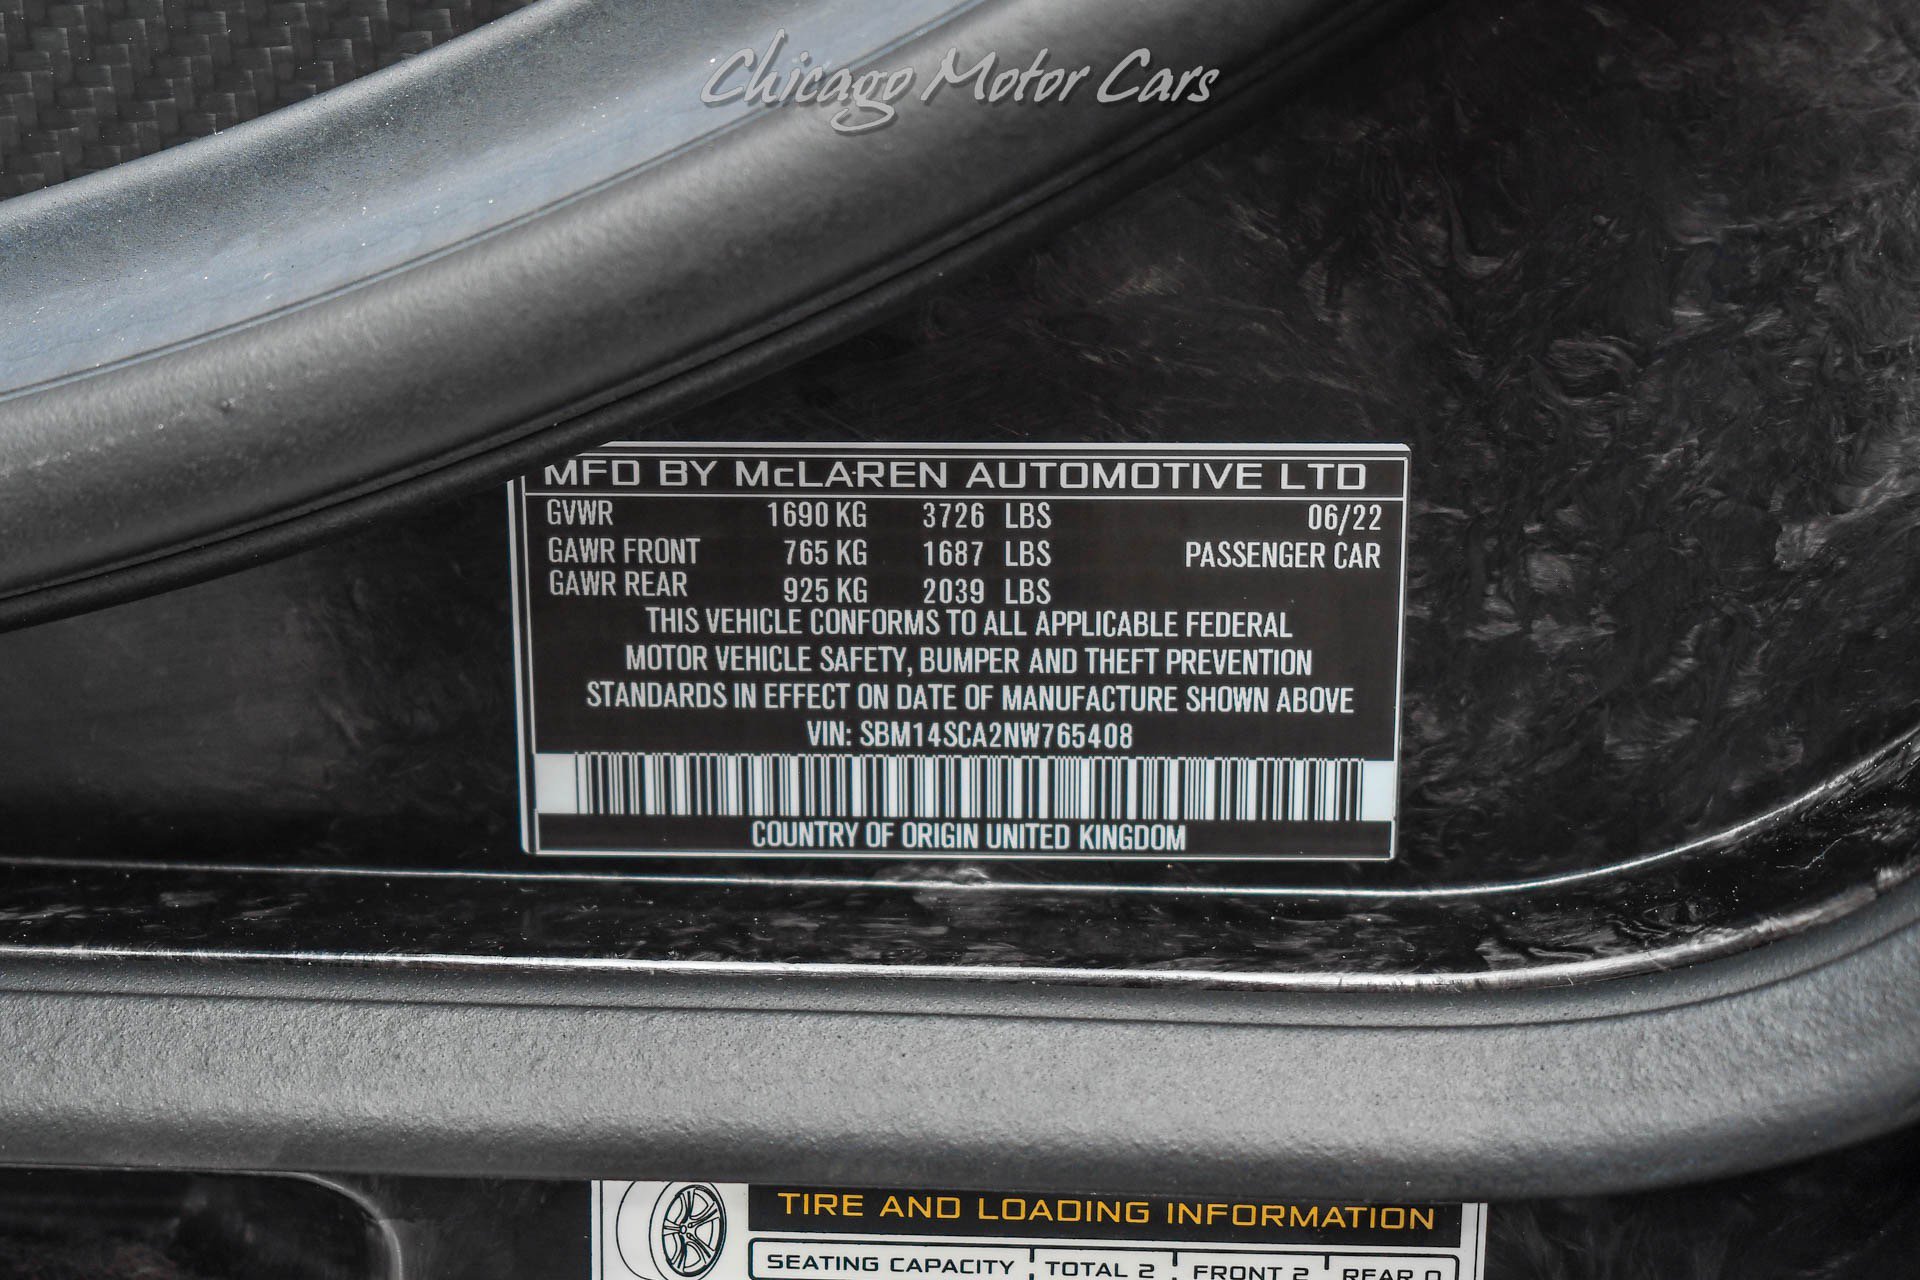 Chicago Motor Cars
MFD BY McLAREN AUTOMOTIVE LTD
GVWR 1690 KG 3726 LBS 06/22
GAWR FRONT 765 KG 1687 LBS PASSENGER CAR
GAWR REAR 925 KG 2039 LBS
THIS VEHICLE CONFORMS TO ALL APPLICABLE FEDERAL
MOTOR VEHICLE SAFETY, BUMPER AND THEFT PREVENTION
STANDARDS IN EFFECT ON DATE OF MANUFACTURE SHOWN ABOVE
VIN: SBM14SCA2NW765408
COUNTRY OF ORIGIN UNITED KINGDOM
TIRE AND LOADING INFORMATION
SEATING CAPACITY TOTAL 2 FRONT 2 REAR 0